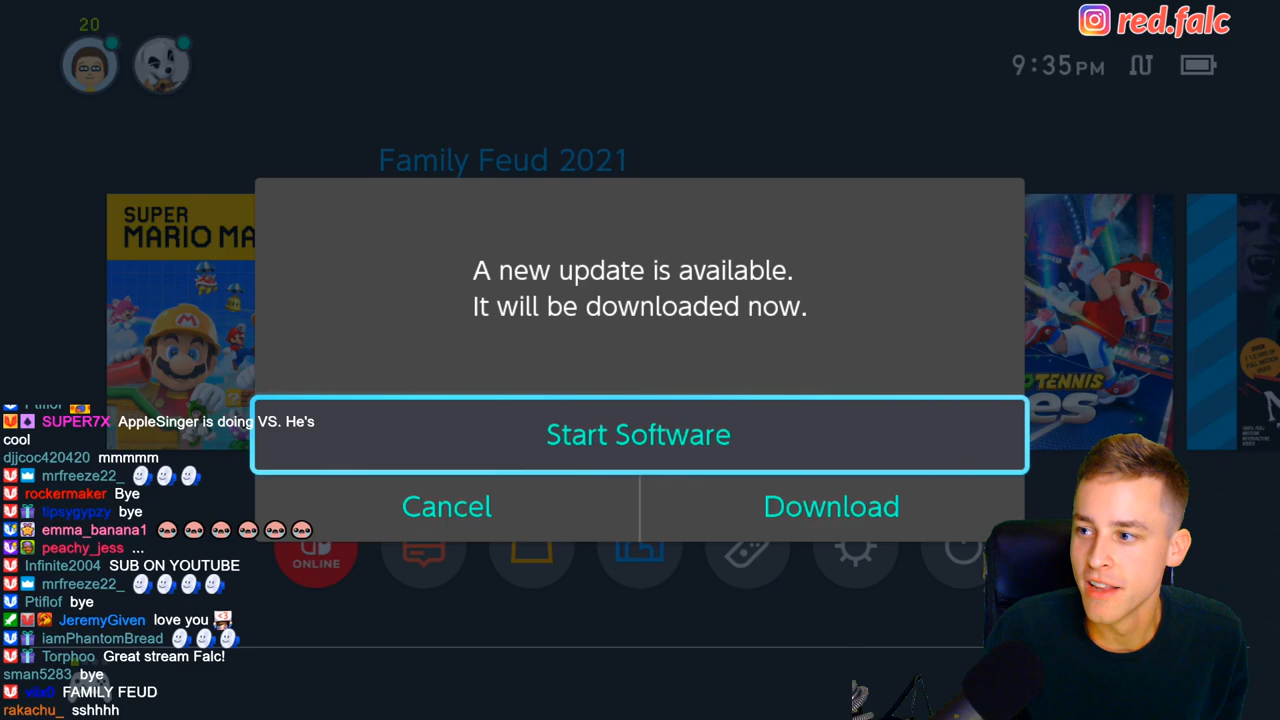 20
red.falc
9:35 PM
Family Feud 2021
SUPER
MARIO MA
A new update is available.
It will be downloaded now.
TENNIS
es
Start Software
Cancel
Download
ONLINE
Ptiflof
SUPER7X AppleSinger is doing VS. He's
cool
djjcoc420420 mmmmm
mrfreeze22_
rockermaker Bye
tipsygypzy bye
emma_banana1
peachy_jess ...
Infinite2004 SUB ON YOUTUBE
mrfreeze22_
Ptiflof bye
JeremyGiven love you
iamPhantomBread
Torphoo Great stream Falc!
sman5283 bye
FAMILY FEUD
rakachu_ sshhhh